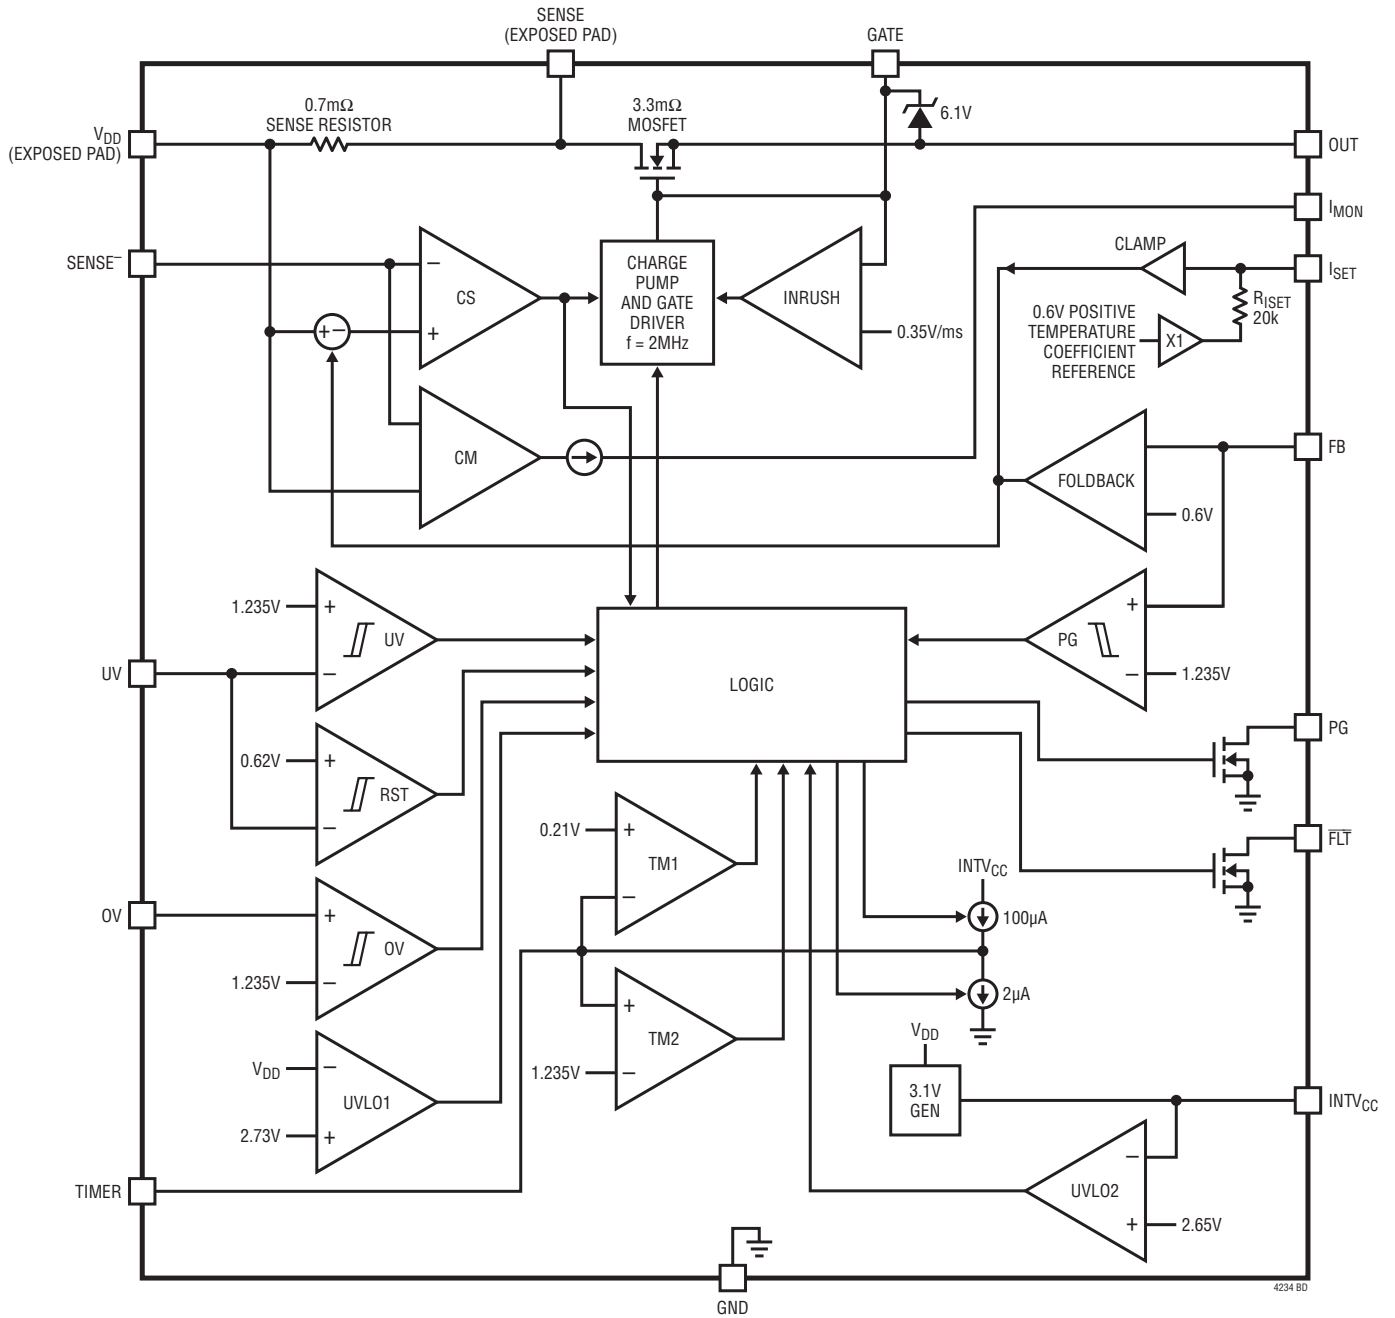 SENSE
(EXPOSED PAD)
GATE
0.7mΩ
SENSE RESISTOR
3.3mΩ
MOSFET
6.1V
VDD
(EXPOSED PAD)
OUT
IMON
SENSE–
–
CS
+
+–
CHARGE
PUMP
AND GATE
DRIVER
f = 2MHz
INRUSH
0.35V/ms
CLAMP
ISET
RISET
20k
0.6V POSITIVE
TEMPERATURE
COEFFICIENT
REFERENCE
X1
CM
FB
FOLDBACK
0.6V
1.235V
+
UV
–
UV
LOGIC
+
PG
–
1.235V
0.62V
+
RST
–
PG
0.21V
+
TM1
–
FLT
OV
+
OV
1.235V
–
INTVCC
100µA
2µA
+
TM2
1.235V
–
VDD
3.1V
GEN
INTVCC
VDD
–
UVLO1
2.73V
+
TIMER
–
UVLO2
+
2.65V
GND
4234 BD